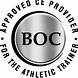 APPROVED CE PROVIDER
BOC
FOR THE ATHLETIC TRAINER